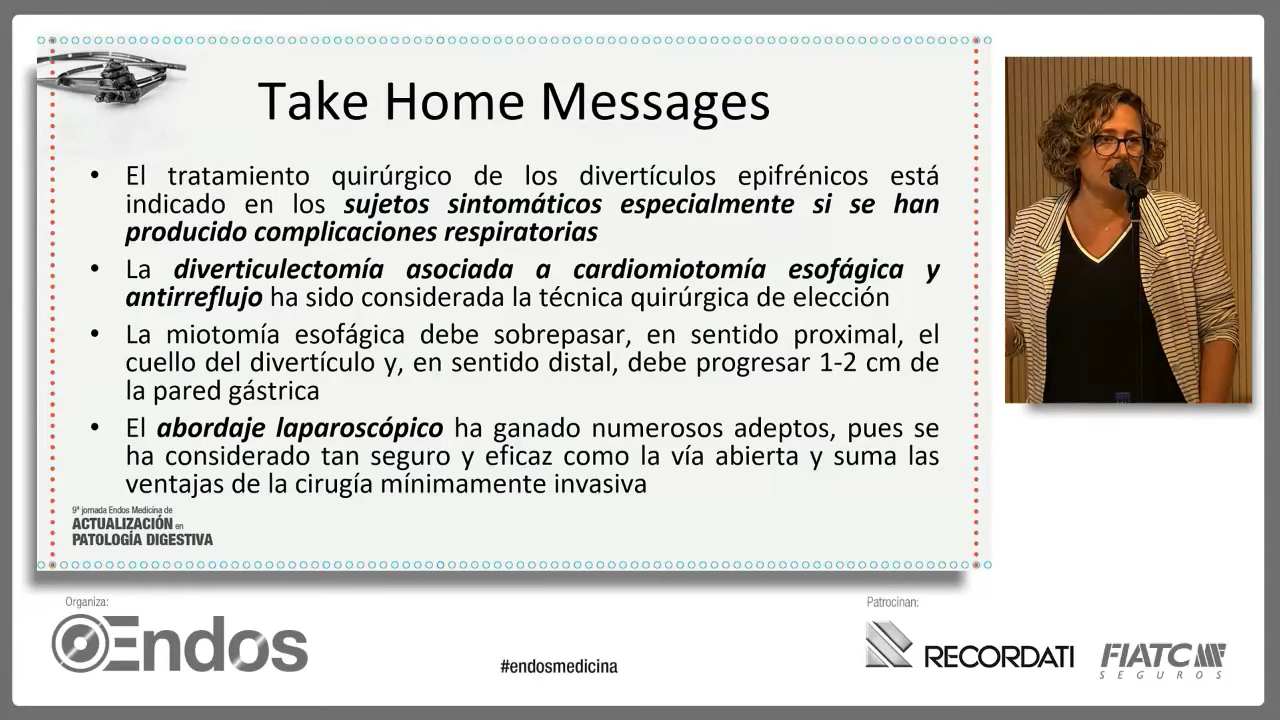 Take Home Messages
• El tratamiento quirúrgico de los divertículos epifrénicos está
indicado en los sujetos sintomáticos especialmente si se han
producido complicaciones respiratorias
• La diverticulectomía asociada a cardiomiotomía esofágica y
antirreflujo ha sido considerada la técnica quirúrgica de elección
• La miotomía esofágica debe sobrepasar, en sentido proximal, el
cuello del divertículo y, en sentido distal, debe progresar 1-2 cm de
la pared gástrica
• El abordaje laparoscópico ha ganado numerosos adeptos, pues se
ha considerado tan seguro y eficaz como la vía abierta y suma las
ventajas de la cirugía mínimamente invasiva
9ª jornada Endos Medicina de
ACTUALIZACIÓN en
PATOLOGÍA DIGESTIVA
Organiza:
Endos
#endosmedicina
Patrocinan:
RECORDATI
FIATC
SEGUROS